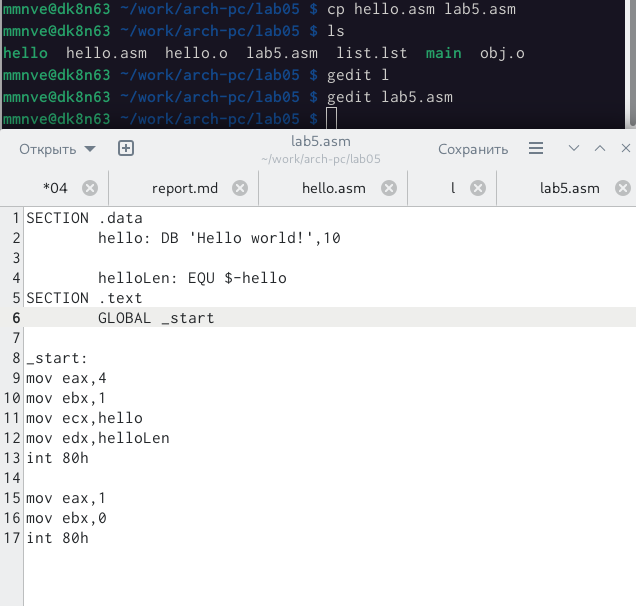 mmnve@dk8n63 ~/work/arch-pc/lab05 $ cp hello.asm lab5.asm
mmnve@dk8n63 ~/work/arch-pc/lab05 $ ls
hello  hello.asm  hello.o  lab5.asm  list.lst  main  obj.o
mmnve@dk8n63 ~/work/arch-pc/lab05 $ gedit l
mmnve@dk8n63 ~/work/arch-pc/lab05 $ gedit lab5.asm
mmnve@dk8n63 ~/work/arch-pc/lab05 $
Открыть lab5.asm Сохранить
~/work/arch-pc/lab05
*04 report.md hello.asm l lab5.asm
1 SECTION .data
2         hello: DB 'Hello world!',10
3
4         helloLen: EQU $-hello
5 SECTION .text
6         GLOBAL _start
7
8 _start:
9 mov eax,4
10 mov ebx,1
11 mov ecx,hello
12 mov edx,helloLen
13 int 80h
14
15 mov eax,1
16 mov ebx,0
17 int 80h